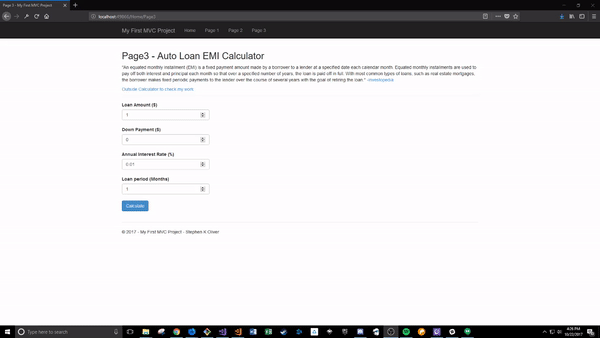 Page 3 - My First MVC Project
localhost:49665/Home/Page3
My First MVC Project Home Page 1 Page 2 Page 3
Page3 - Auto Loan EMI Calculator
"An equated monthly installment (EMI) is a fixed payment amount made by a borrower to a lender at a specified date each calendar month. Equated monthly installments are used to
pay off both interest and principal each month so that over a specified number of years, the loan is paid off in full. With most common types of loans, such as real estate mortgages,
the borrower makes fixed periodic payments to the lender over the course of several years with the goal of retiring the loan." -Investopedia
Outside Calculator to check my work
Loan Amount ($)
1
Down Payment ($)
0
Annual Interest Rate (%)
0.01
Loan period (Months)
1
Calculate
© 2017 - My First MVC Project - Stephen K Oliver
Type here to search
4:76 PM
10/23/2017